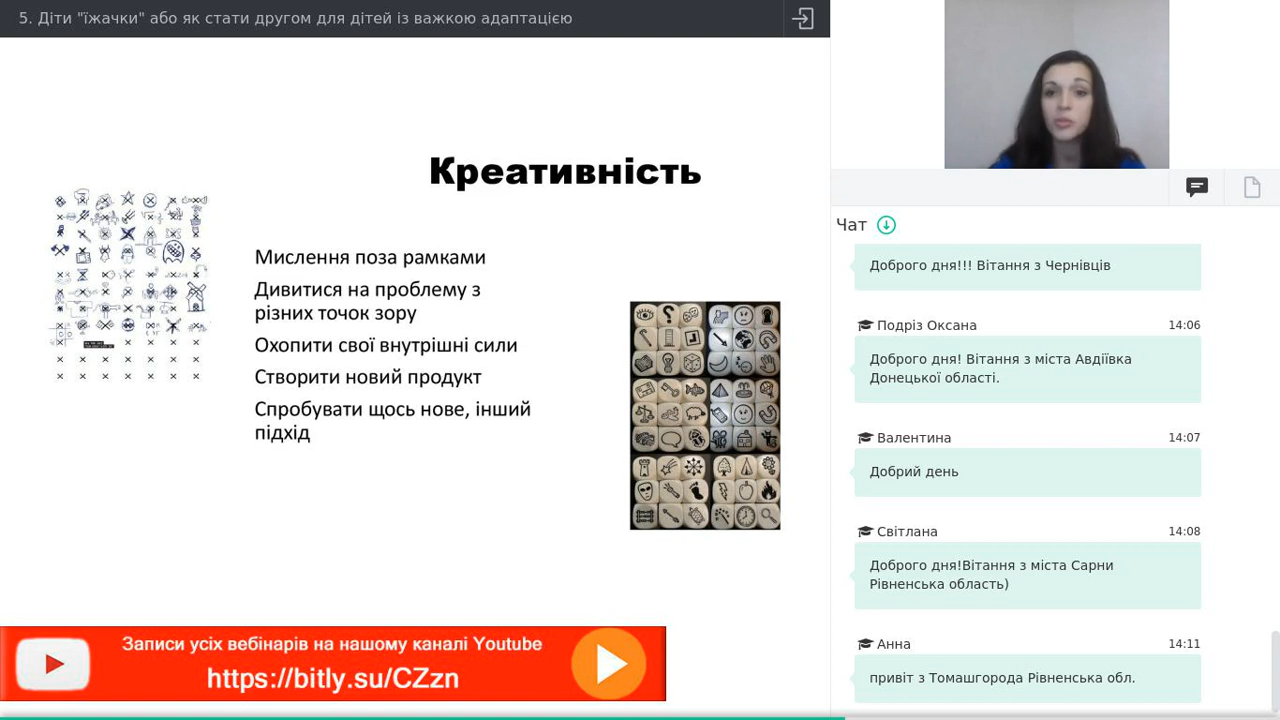 5. Діти "їжачки" або як стати другом для дітей із важкою адаптацією
Креативність
Мислення поза рамками
Дивитися на проблему з
різних точок зору
Охопити свої внутрішні сили
Створити новий продукт
Спробувати щось нове, інший
підхід
Записи усіх вебінарів на нашому каналі Youtube
https://bitly.su/CZzn
Чат
Доброго дня!!! Вітання з Чернівців
Подріз Оксана 14:06
Доброго дня! Вітання з міста Авдіївка
Донецької області.
Валентина 14:07
Добрий день
Світлана 14:08
Доброго дня!Вітання з міста Сарни
Рівненська область)
Анна 14:11
привіт з Томашгорода Рівненська обл.